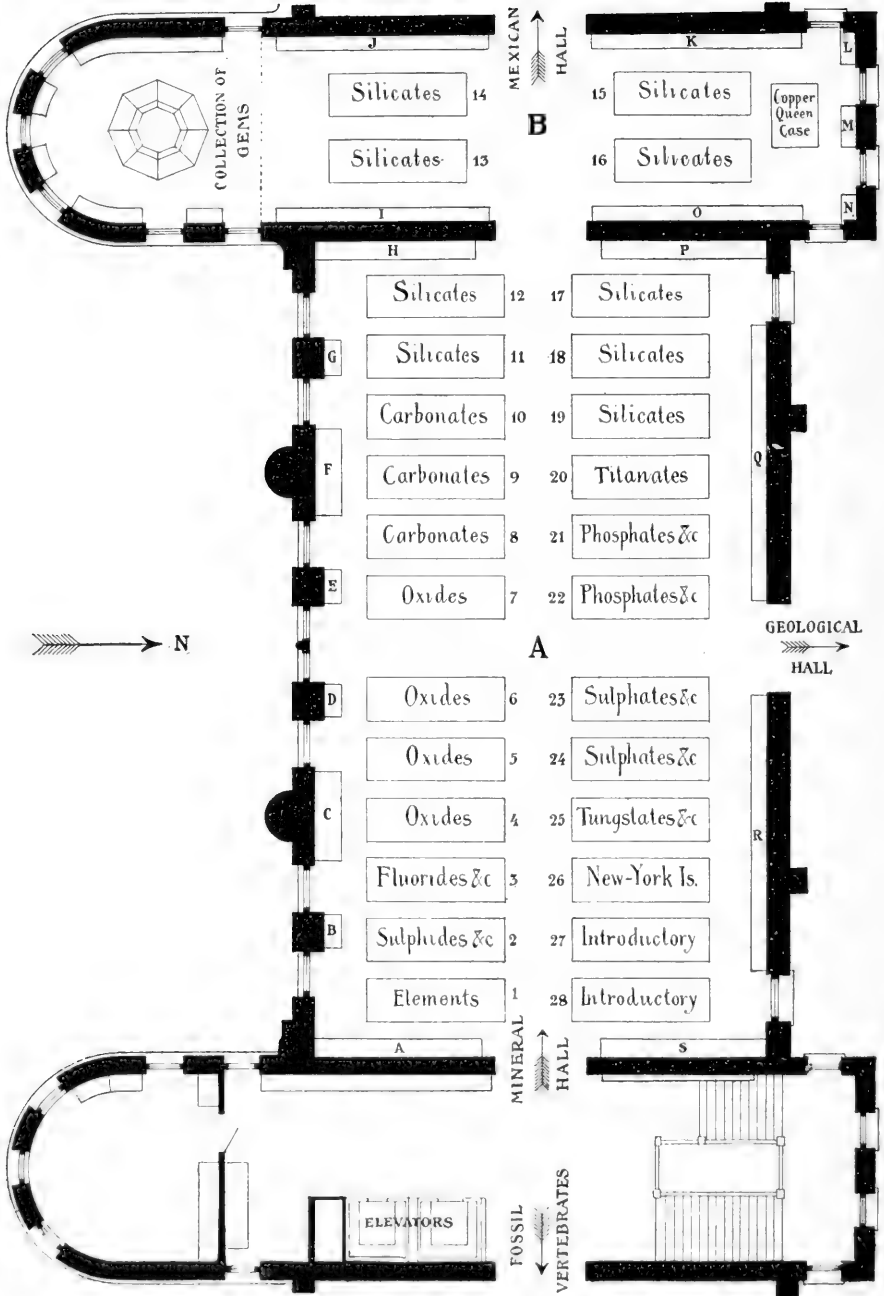 J
K
L
MEXICAN HALL
COLLECTION OF GEMS
Silicates 14
15 Silicates
Copper
Queen
Case
B
M
Silicates 13
16 Silicates
N
I
O
H
P
Silicates 12 17 Silicates
G
Silicates 11 18 Silicates
Carbonates 10 19 Silicates
F
Carbonates 9 20 Titanates
Q
Carbonates 8 21 Phosphates &c
E
Oxides 7 22 Phosphates &c
GEOLOGICAL
HALL
N
A
D
Oxides 6 23 Sulphates &c
Oxides 5 24 Sulphates &c
C
Oxides 4 25 Tungstates &c
R
Fluorides &c 3 26 New-York Is.
B
Sulphides &c 2 27 Introductory
Elements 1 28 Introductory
A
MINERAL HALL
S
ELEVATORS
FOSSIL VERTEBRATES